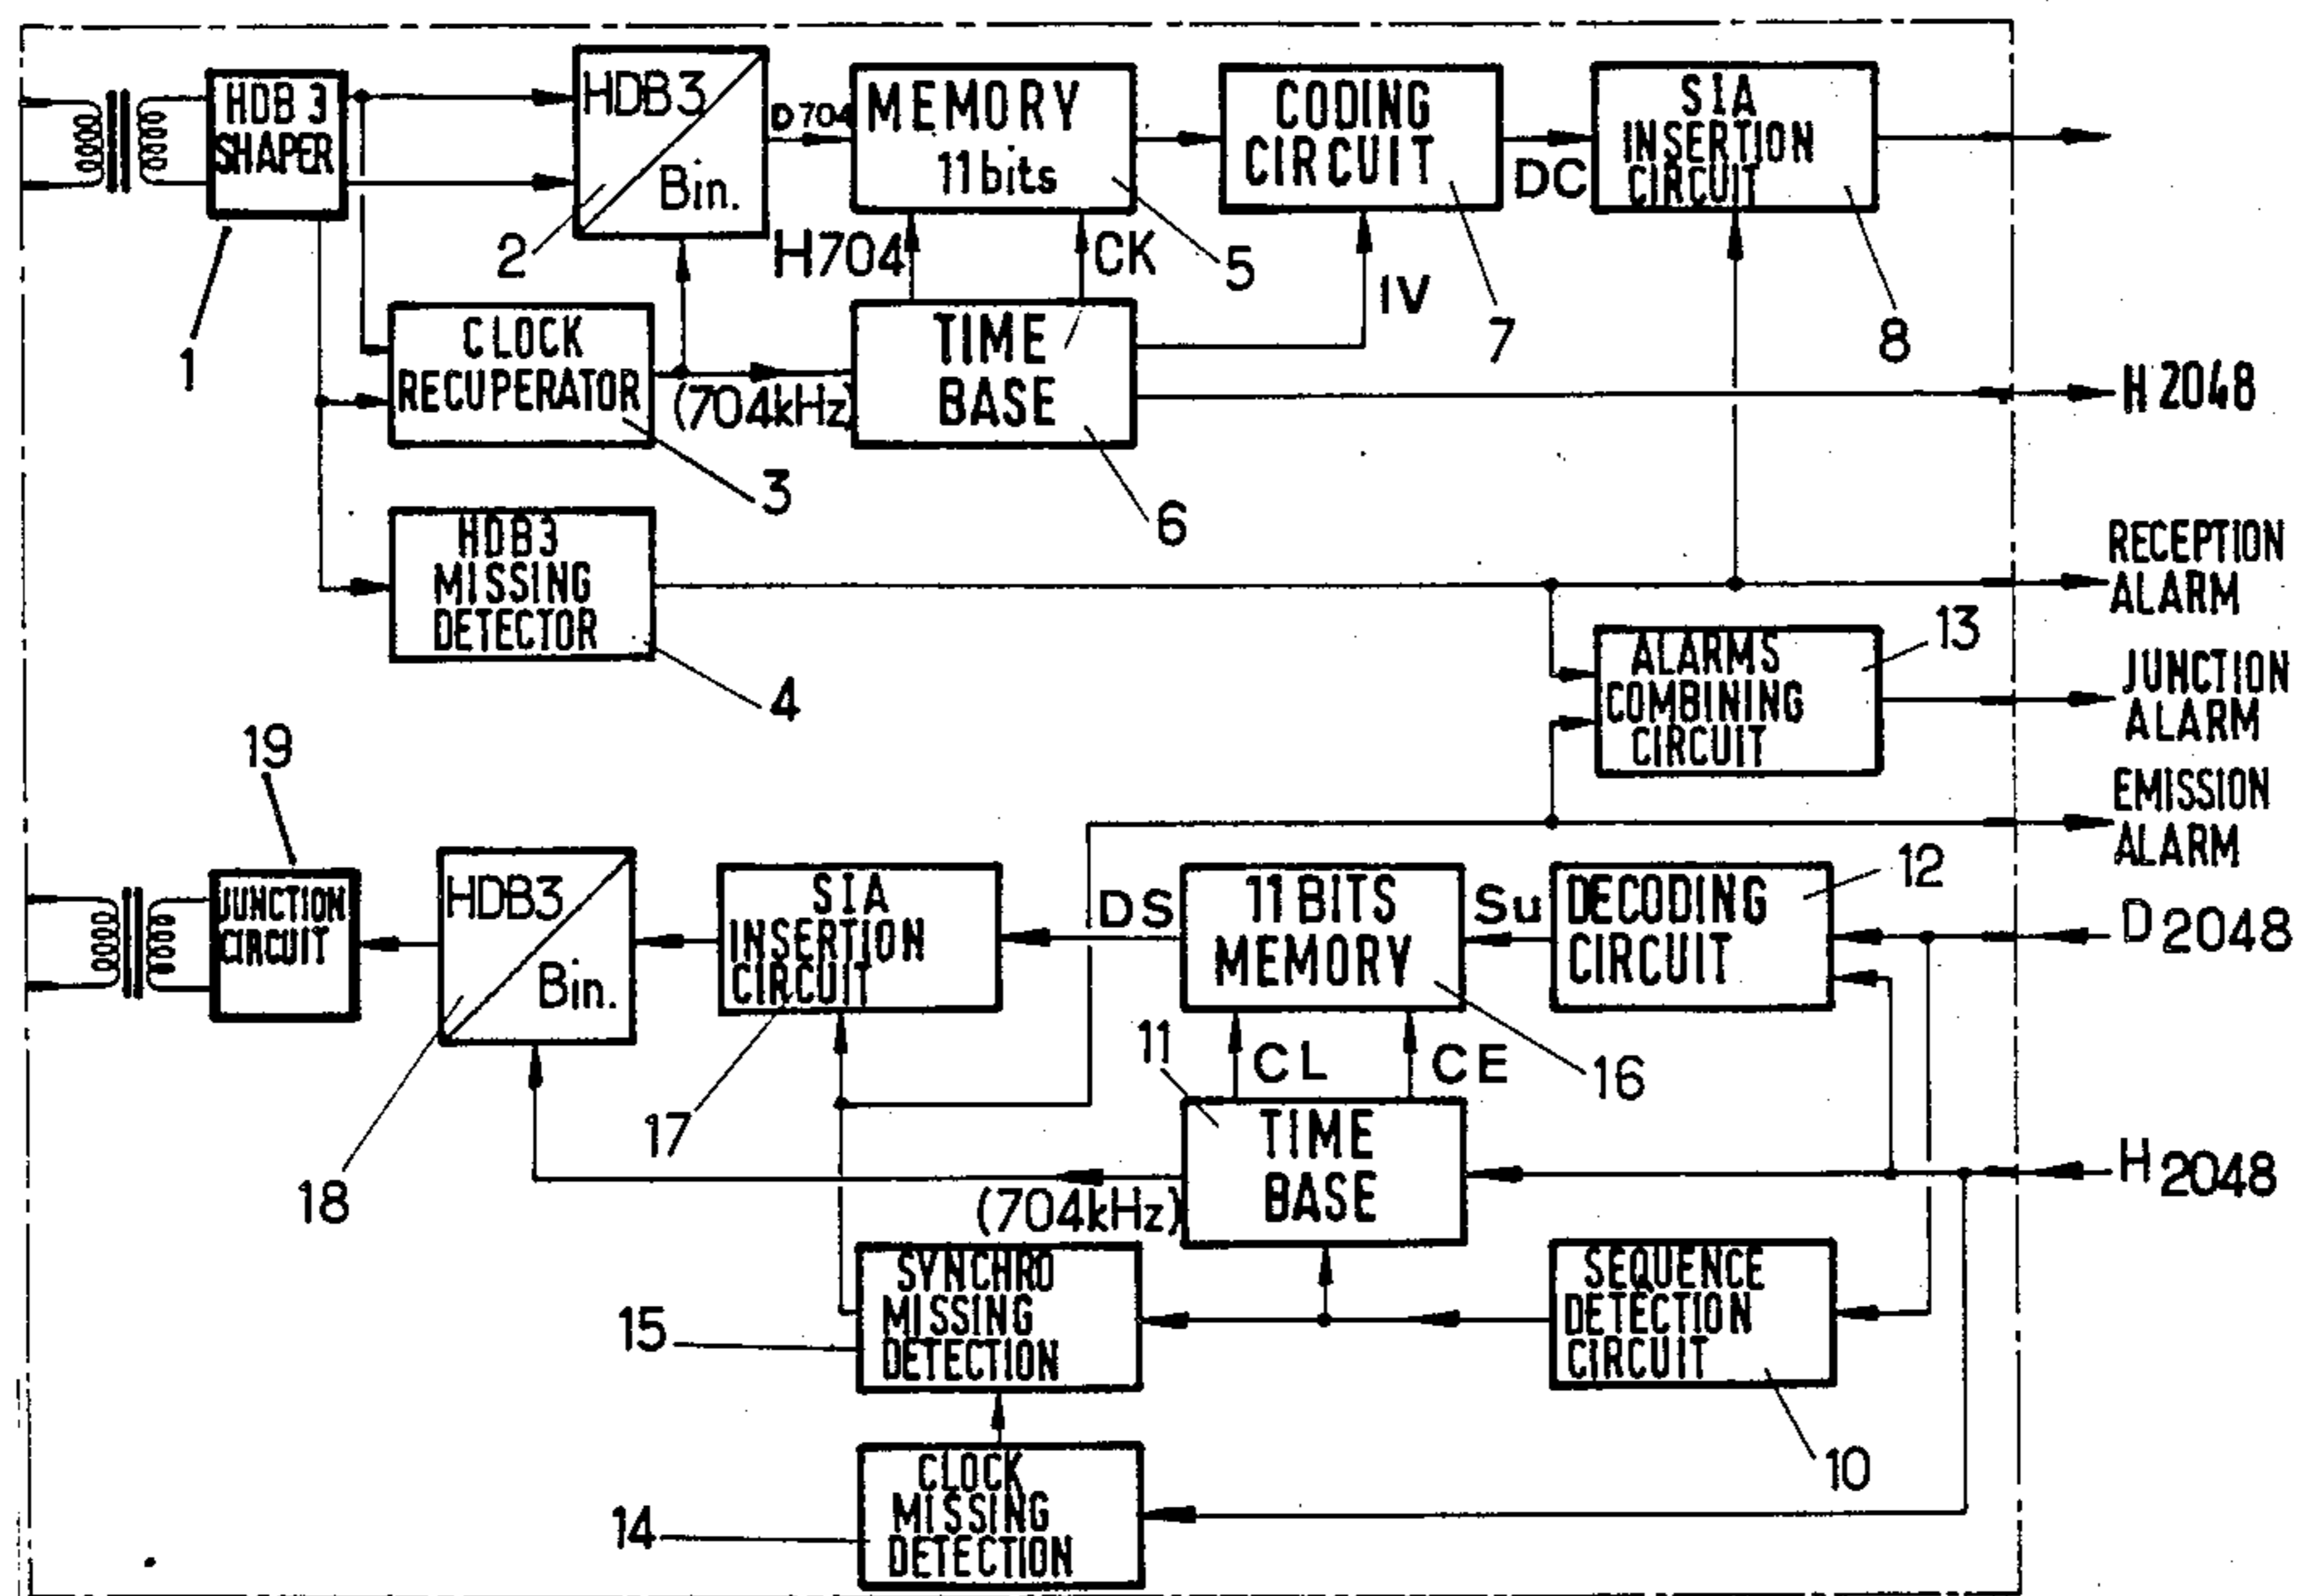 HDB 3
SHAPER
1
HDB3
Bin.
2
D704
MEMORY
11 bits
5
CODING
CIRCUIT
7
DC
SIA
INSERTION
CIRCUIT
8
H704
CK
IV
CLOCK
RECUPERATOR
3
(704kHz)
TIME
BASE
6
H 2048
HDB3
MISSING
DETECTOR
4
RECEPTION
ALARM
ALARMS
COMBINING
CIRCUIT
13
JUNCTION
ALARM
EMISSION
ALARM
19
JUNCTION
CIRCUIT
HDB3
Bin.
18
SIA
INSERTION
CIRCUIT
17
DS
11 BITS
MEMORY
16
Su
DECODING
CIRCUIT
12
D 2048
11
CL
CE
TIME
BASE
(704kHz)
H 2048
SYNCHRO
MISSING
DETECTION
15
SEQUENCE
DETECTION
CIRCUIT
10
CLOCK
MISSING
DETECTION
14